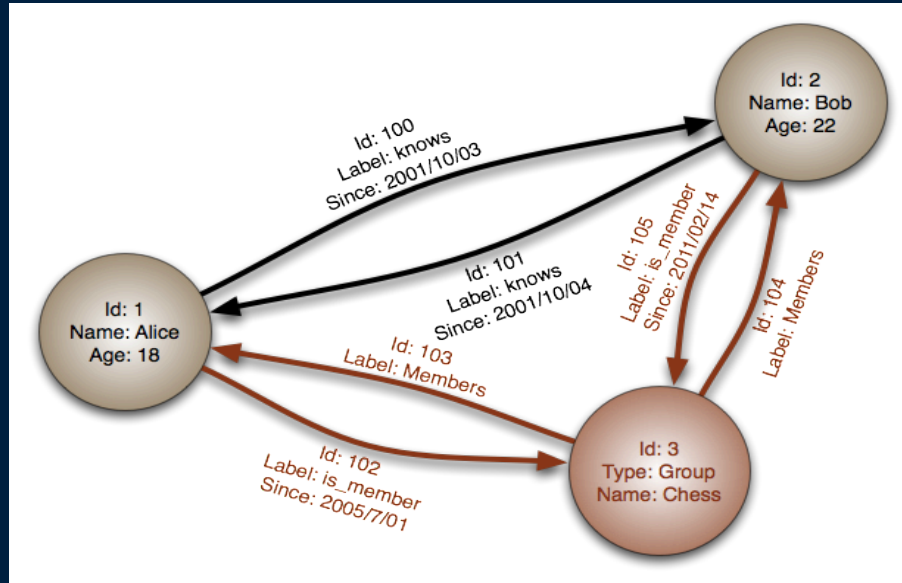 Id: 2
Name: Bob
Age: 22
Id: 100
Label: knows
Since: 2001/10/03
Id: 101
Label: knows
Since: 2001/10/04
Id: 105
Label: is_member
Since: 2011/02/14
Id: 104
Label: Members
Id: 1
Name: Alice
Age: 18
Id: 103
Label: Members
Id: 102
Label: is_member
Since: 2005/7/01
Id: 3
Type: Group
Name: Chess